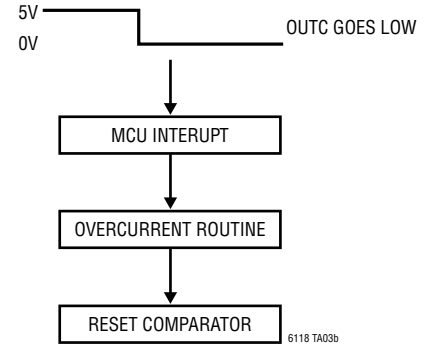 5V
0V
OUTC GOES LOW
MCU INTERUPT
OVERCURRENT ROUTINE
RESET COMPARATOR
6118 TA03b